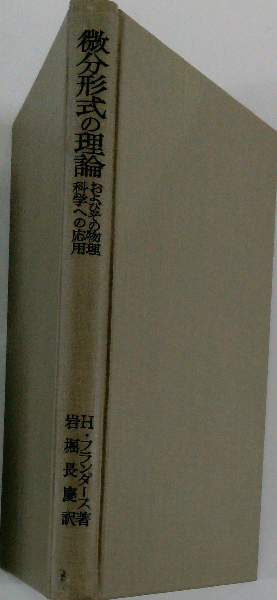 微分形式の理論
およびその物理
科学への応用
H・フランダース著
岩堀長慶訳